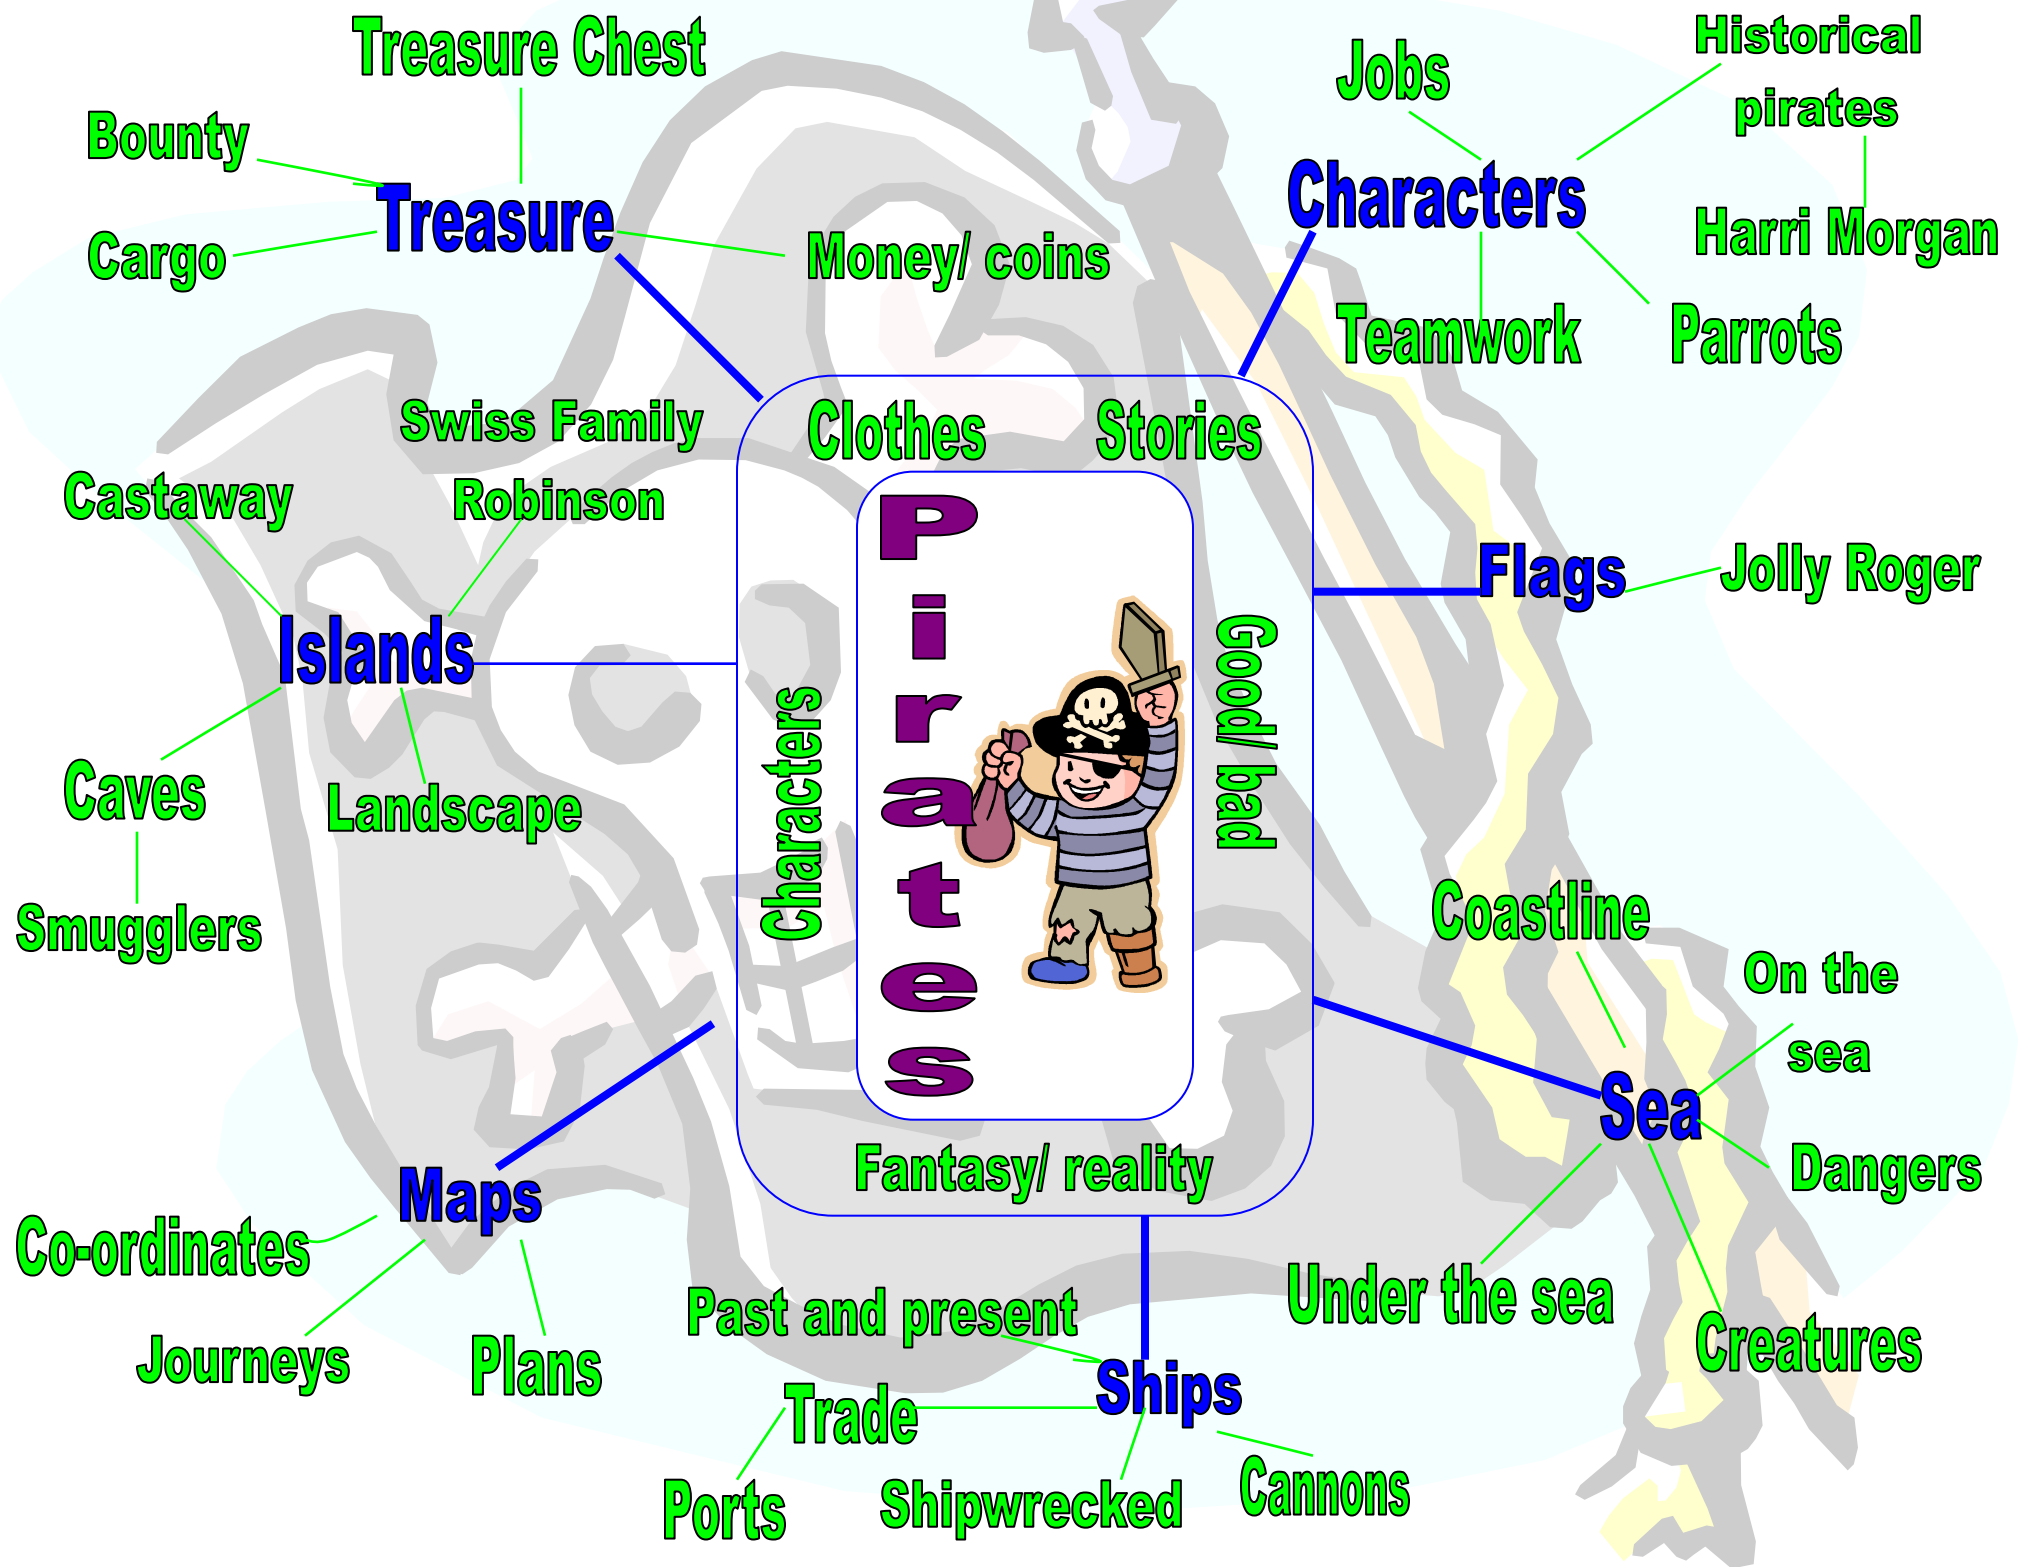 Treasure Chest
Bounty
Treasure
Cargo
Money/ coins
Jobs
Historical
pirates
Characters
Harri Morgan
Teamwork
Parrots
Swiss Family
Robinson
Castaway
Islands
Caves
Landscape
Smugglers
Clothes
Stories
Characters
Pirates
Good/ bad
Fantasy/ reality
Flags
Jolly Roger
Coastline
On the
sea
Sea
Dangers
Under the sea
Creatures
Maps
Co-ordinates
Journeys
Plans
Past and present
Ships
Trade
Ports
Shipwrecked
Cannons